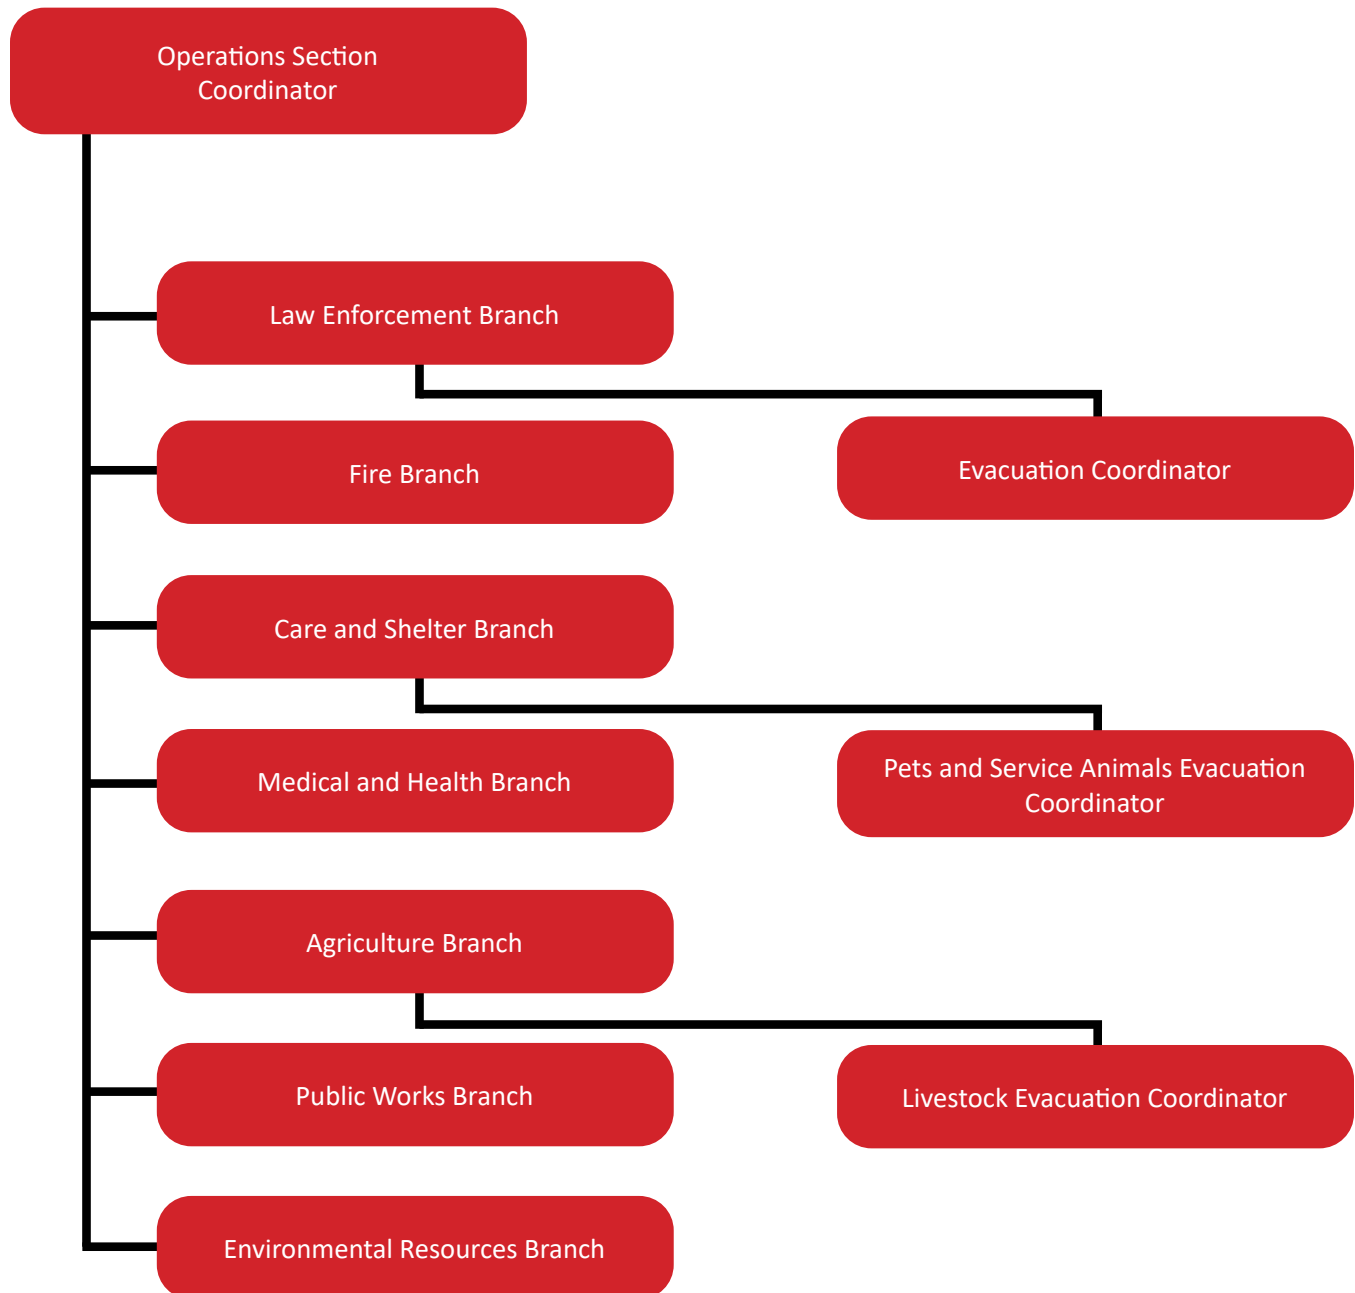 Operations Section
Coordinator
Law Enforcement Branch
Evacuation Coordinator
Fire Branch
Care and Shelter Branch
Pets and Service Animals Evacuation
Coordinator
Medical and Health Branch
Agriculture Branch
Livestock Evacuation Coordinator
Public Works Branch
Environmental Resources Branch